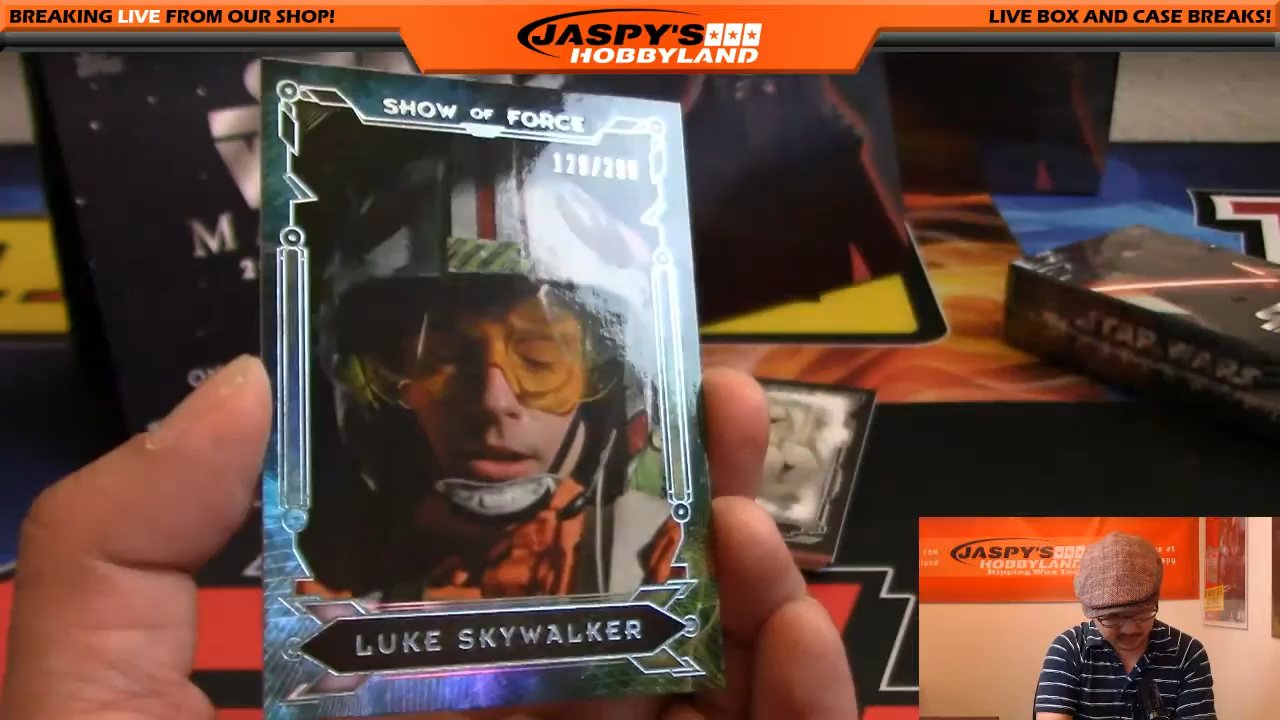 BREAKING LIVE FROM OUR SHOP!
JASPY'S
HOBBYLAND
LIVE BOX AND CASE BREAKS!
SHOW OF FORCE
LUKE SKYWALKER
STAR WARS
JASPY'S
HOBBYLAND